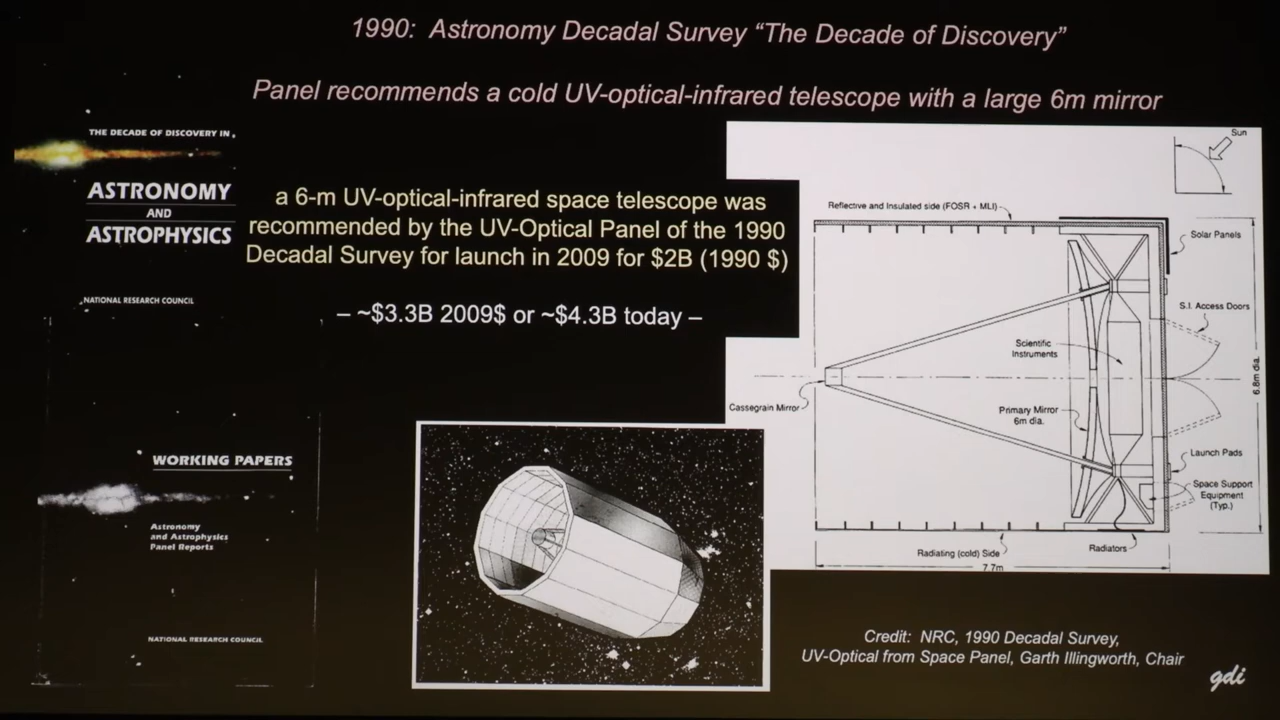 1990: Astronomy Decadal Survey “The Decade of Discovery”
Panel recommends a cold UV-optical-infrared telescope with a large 6m mirror
THE DECADE OF DISCOVERY IN
ASTRONOMY
AND
ASTROPHYSICS
NATIONAL RESEARCH COUNCIL
a 6-m UV-optical-infrared space telescope was
recommended by the UV-Optical Panel of the 1990
Decadal Survey for launch in 2009 for $2B (1990 $)
– ~$3.3B 2009$ or ~$4.3B today –
WORKING PAPERS
Astronomy
and Astrophysics
Panel Reports
NATIONAL RESEARCH COUNCIL
Sun
Reflective and Insulated side (FOSR + MLI)
Solar Panels
S.I. Access Doors
Scientific
Instruments
6.8m dia.
Cassegrain Mirror
Primary Mirror
6m dia.
Launch Pads
Space Support
Equipment
(Typ.)
Radiating (cold) Side
Radiators
7.7m
Credit: NRC, 1990 Decadal Survey,
UV-Optical from Space Panel, Garth Illingworth, Chair
gdi